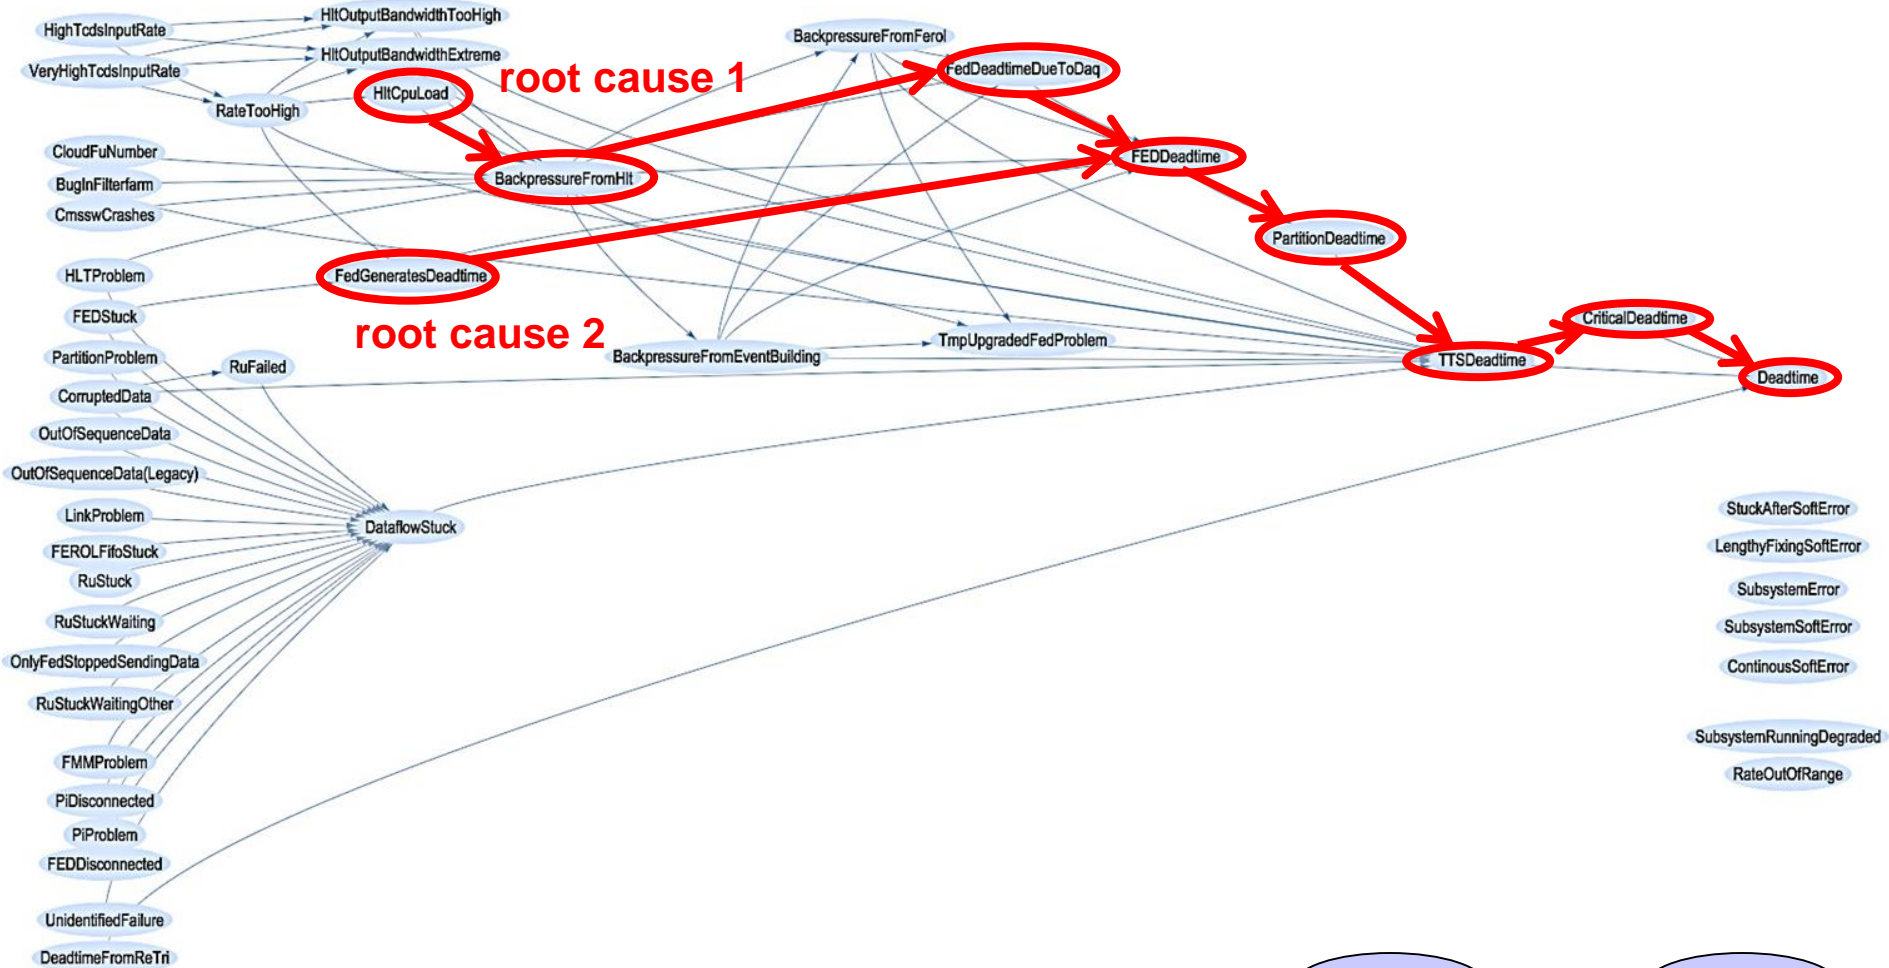 HighTcdsInputRate
HltOutputBandwidthTooHigh
BackpressureFromFerol
VeryHighTcdsInputRate
HltOutputBandwidthExtreme
root cause 1
FedDeadtimeDueToDaq
HltCpuLoad
RateTooHigh
CloudFuNumber
FEDDeadtime
BugInFilterfarm
BackpressureFromHlt
CmsswCrashes
PartitionDeadtime
HLTProblem
FedGeneratesDeadtime
FEDStuck
CriticalDeadtime
root cause 2
TmpUpgradedFedProblem
PartitionProblem
BackpressureFromEventBuilding
TTSDeadtime
RuFailed
Deadtime
CorruptedData
OutOfSequenceData
OutOfSequenceData(Legacy)
LinkProblem
StuckAfterSoftError
DataflowStuck
FEROLFifoStuck
LengthyFixingSoftError
RuStuck
SubsystemError
RuStuckWaiting
SubsystemSoftError
OnlyFedStoppedSendingData
ContinousSoftError
RuStuckWaitingOther
SubsystemRunningDegraded
FMMProblem
RateOutOfRange
PiDisconnected
PiProblem
FEDDisconnected
UnidentifiedFailure
DeadtimeFromReTri